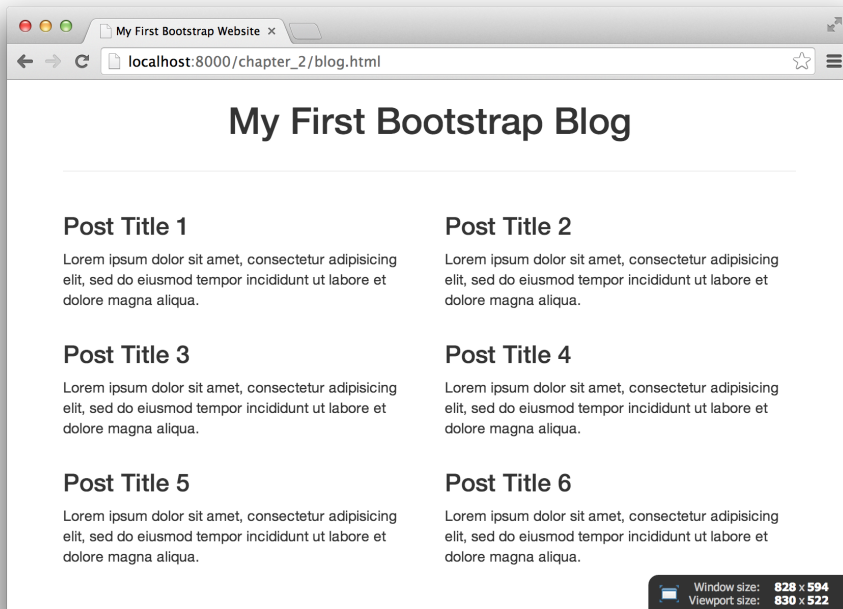 My First Bootstrap Website
localhost:8000/chapter_2/blog.html
My First Bootstrap Blog
Post Title 1
Lorem ipsum dolor sit amet, consectetur adipisicing
elit, sed do eiusmod tempor incididunt ut labore et
dolore magna aliqua.
Post Title 2
Lorem ipsum dolor sit amet, consectetur adipisicing
elit, sed do eiusmod tempor incididunt ut labore et
dolore magna aliqua.
Post Title 3
Lorem ipsum dolor sit amet, consectetur adipisicing
elit, sed do eiusmod tempor incididunt ut labore et
dolore magna aliqua.
Post Title 4
Lorem ipsum dolor sit amet, consectetur adipisicing
elit, sed do eiusmod tempor incididunt ut labore et
dolore magna aliqua.
Post Title 5
Lorem ipsum dolor sit amet, consectetur adipisicing
elit, sed do eiusmod tempor incididunt ut labore et
dolore magna aliqua.
Post Title 6
Lorem ipsum dolor sit amet, consectetur adipisicing
elit, sed do eiusmod tempor incididunt ut labore et
dolore magna aliqua.
Window size: 828 x 594
Viewport size: 830 x 522